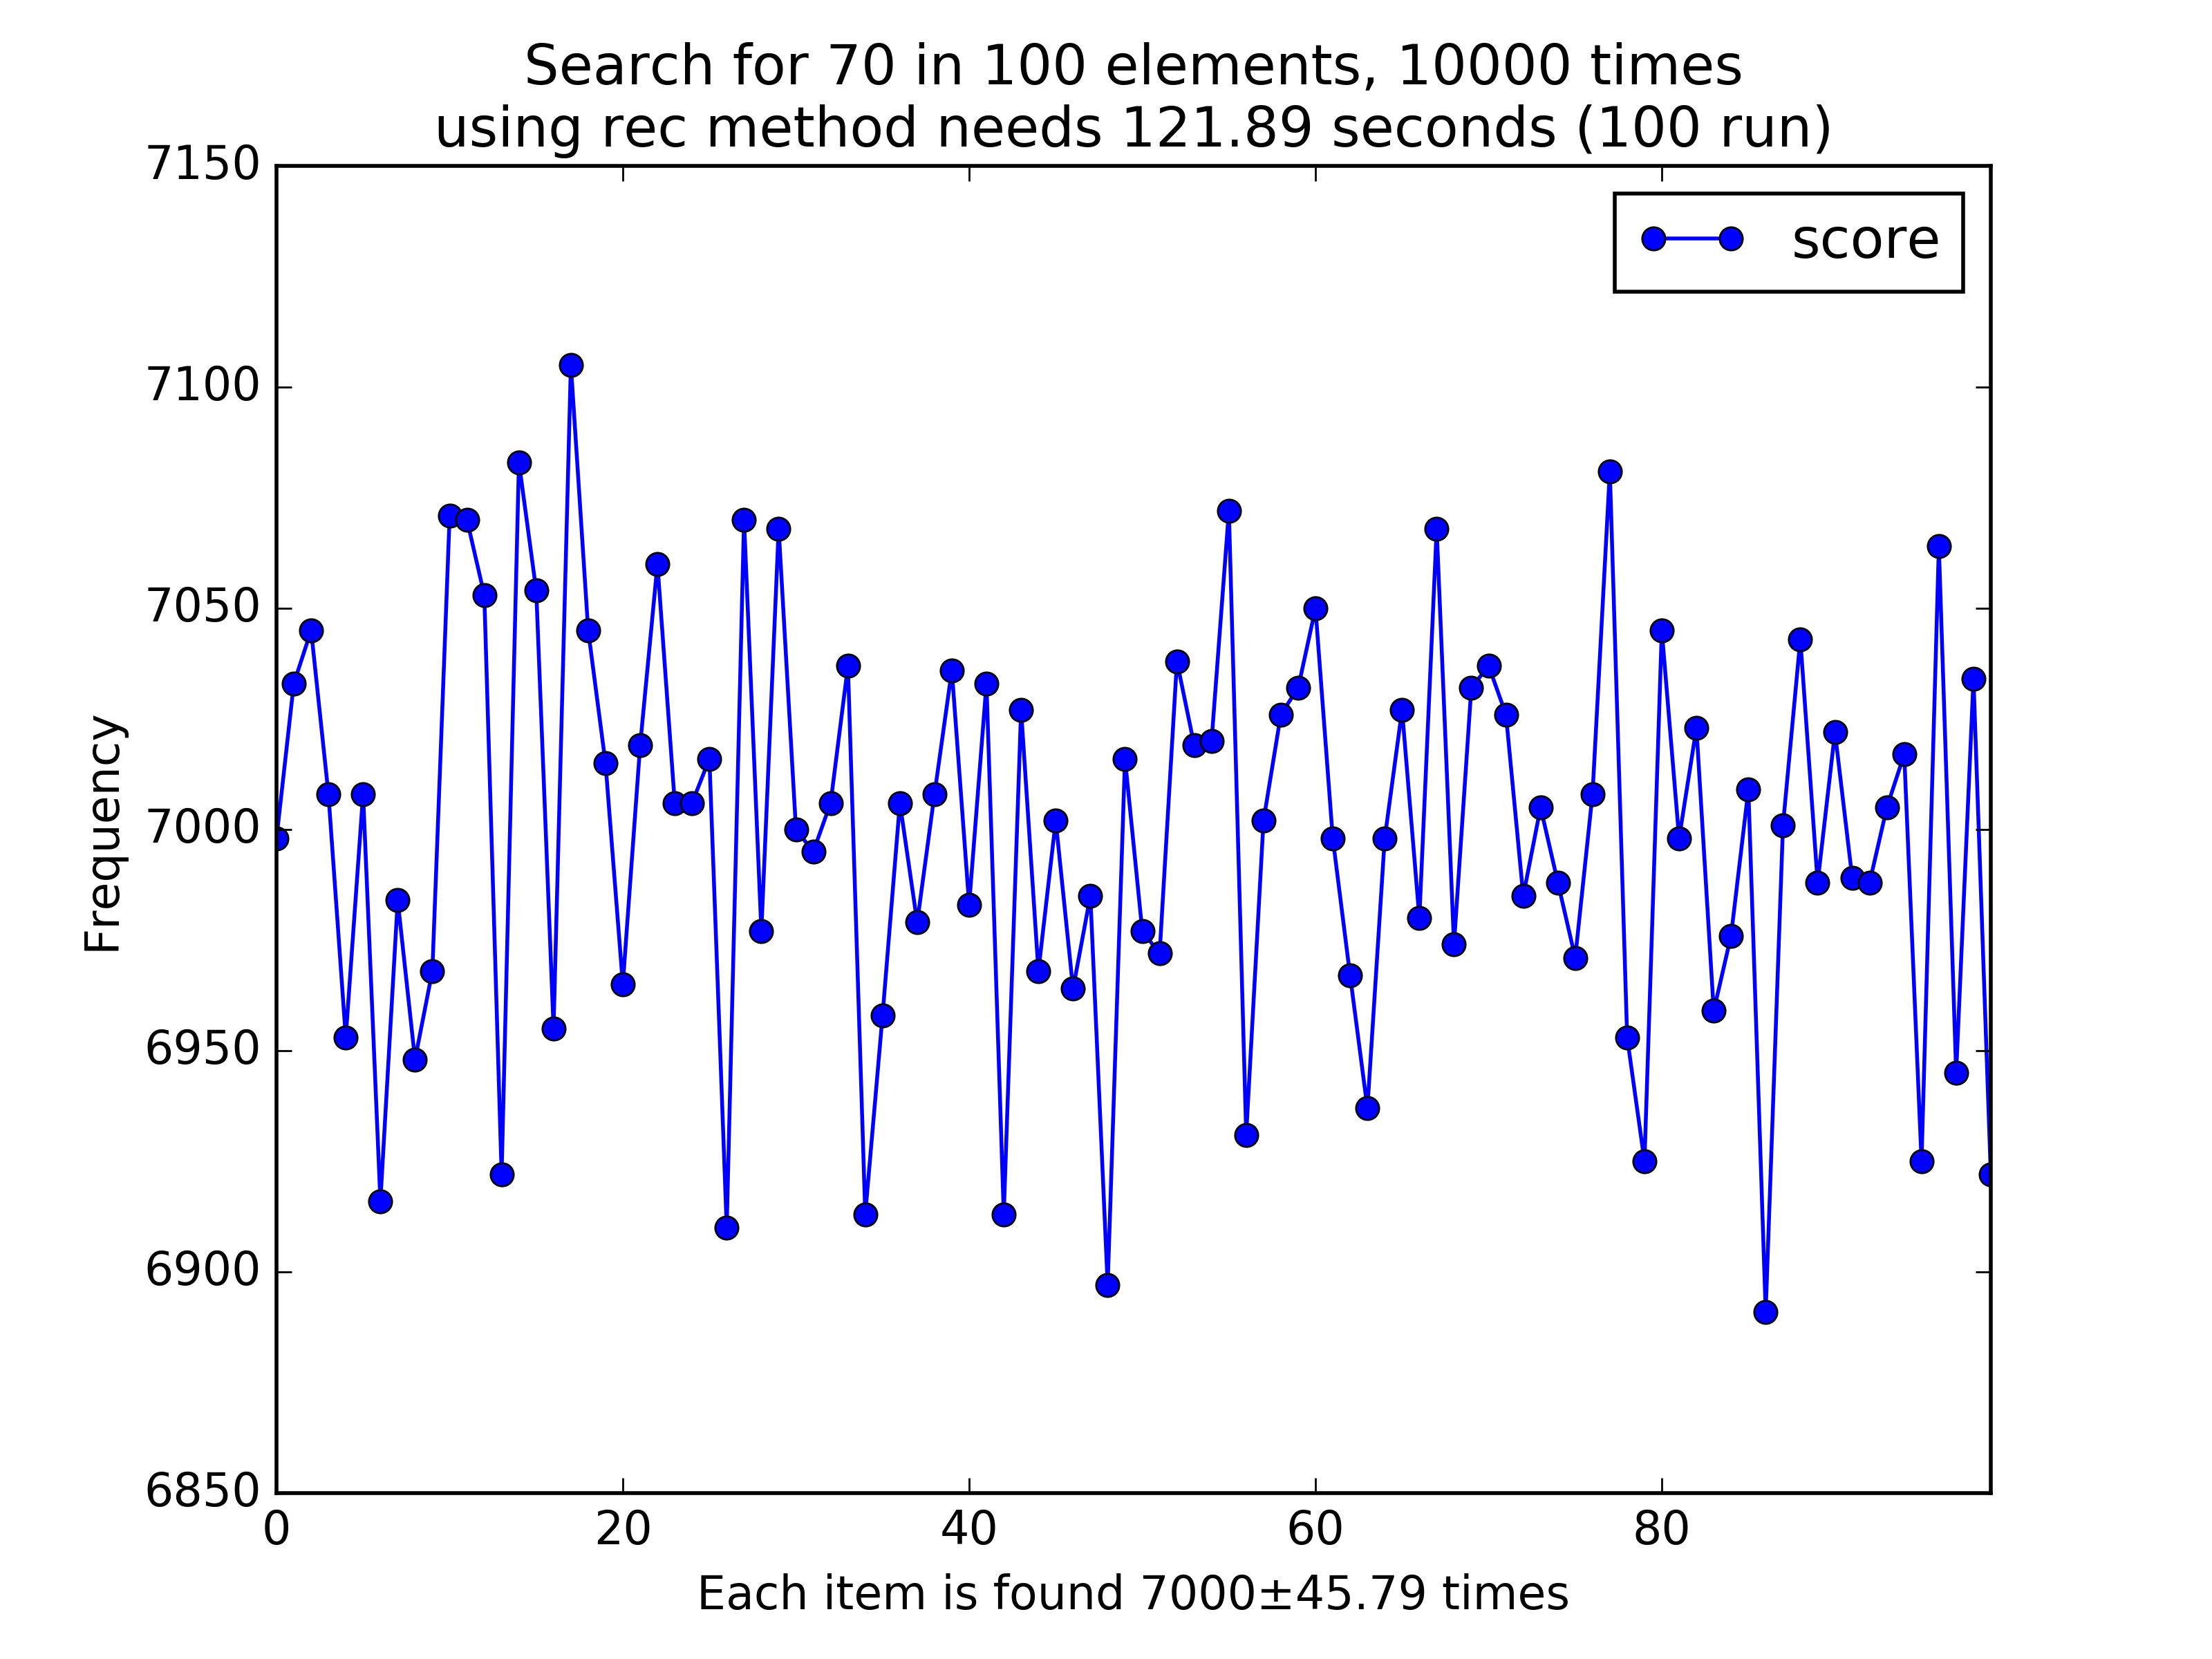 Search for 70 in 100 elements, 10000 times
using rec method needs 121.89 seconds (100 run)
7150
score
7100
7050
7000
6950
6900
6850
Frequency
0 20 40 60 80
Each item is found 7000±45.79 times